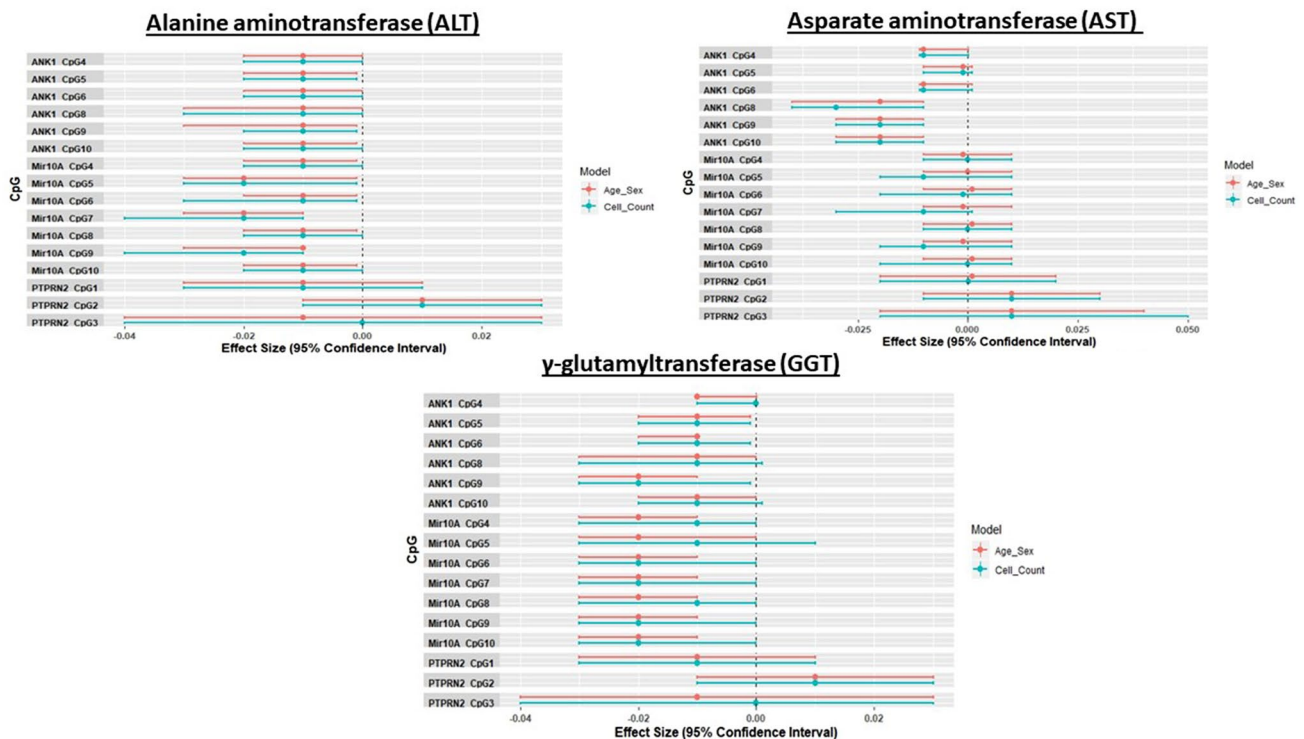 Alanine aminotransferase (ALT)
ANK1 CpG4
ANK1 CpG5
ANK1 CpG6
ANK1 CpG8
ANK1 CpG9
ANK1 CpG10
Mir10A CpG4
Mir10A CpG5
Mir10A CpG6
Mir10A CpG7
Mir10A CpG8
Mir10A CpG9
Mir10A CpG10
PTPRN2 CpG1
PTPRN2 CpG2
PTPRN2 CpG3
CpG
-0.04 -0.02 0.00 0.02
Effect Size (95% Confidence Interval)
Model
Age_Sex
Cell_Count
Asparate aminotransferase (AST)
ANK1 CpG4
ANK1 CpG5
ANK1 CpG6
ANK1 CpG8
ANK1 CpG9
ANK1 CpG10
Mir10A CpG4
Mir10A CpG5
Mir10A CpG6
Mir10A CpG7
Mir10A CpG8
Mir10A CpG9
Mir10A CpG10
PTPRN2 CpG1
PTPRN2 CpG2
PTPRN2 CpG3
CpG
-0.025 0.000 0.025 0.050
Effect Size (95% Confidence Interval)
Model
Age_Sex
Cell_Count
γ-glutamyltransferase (GGT)
ANK1 CpG4
ANK1 CpG5
ANK1 CpG6
ANK1 CpG8
ANK1 CpG9
ANK1 CpG10
Mir10A CpG4
Mir10A CpG5
Mir10A CpG6
Mir10A CpG7
Mir10A CpG8
Mir10A CpG9
Mir10A CpG10
PTPRN2 CpG1
PTPRN2 CpG2
PTPRN2 CpG3
CpG
-0.04 -0.02 0.00 0.02
Effect Size (95% Confidence Interval)
Model
Age_Sex
Cell_Count